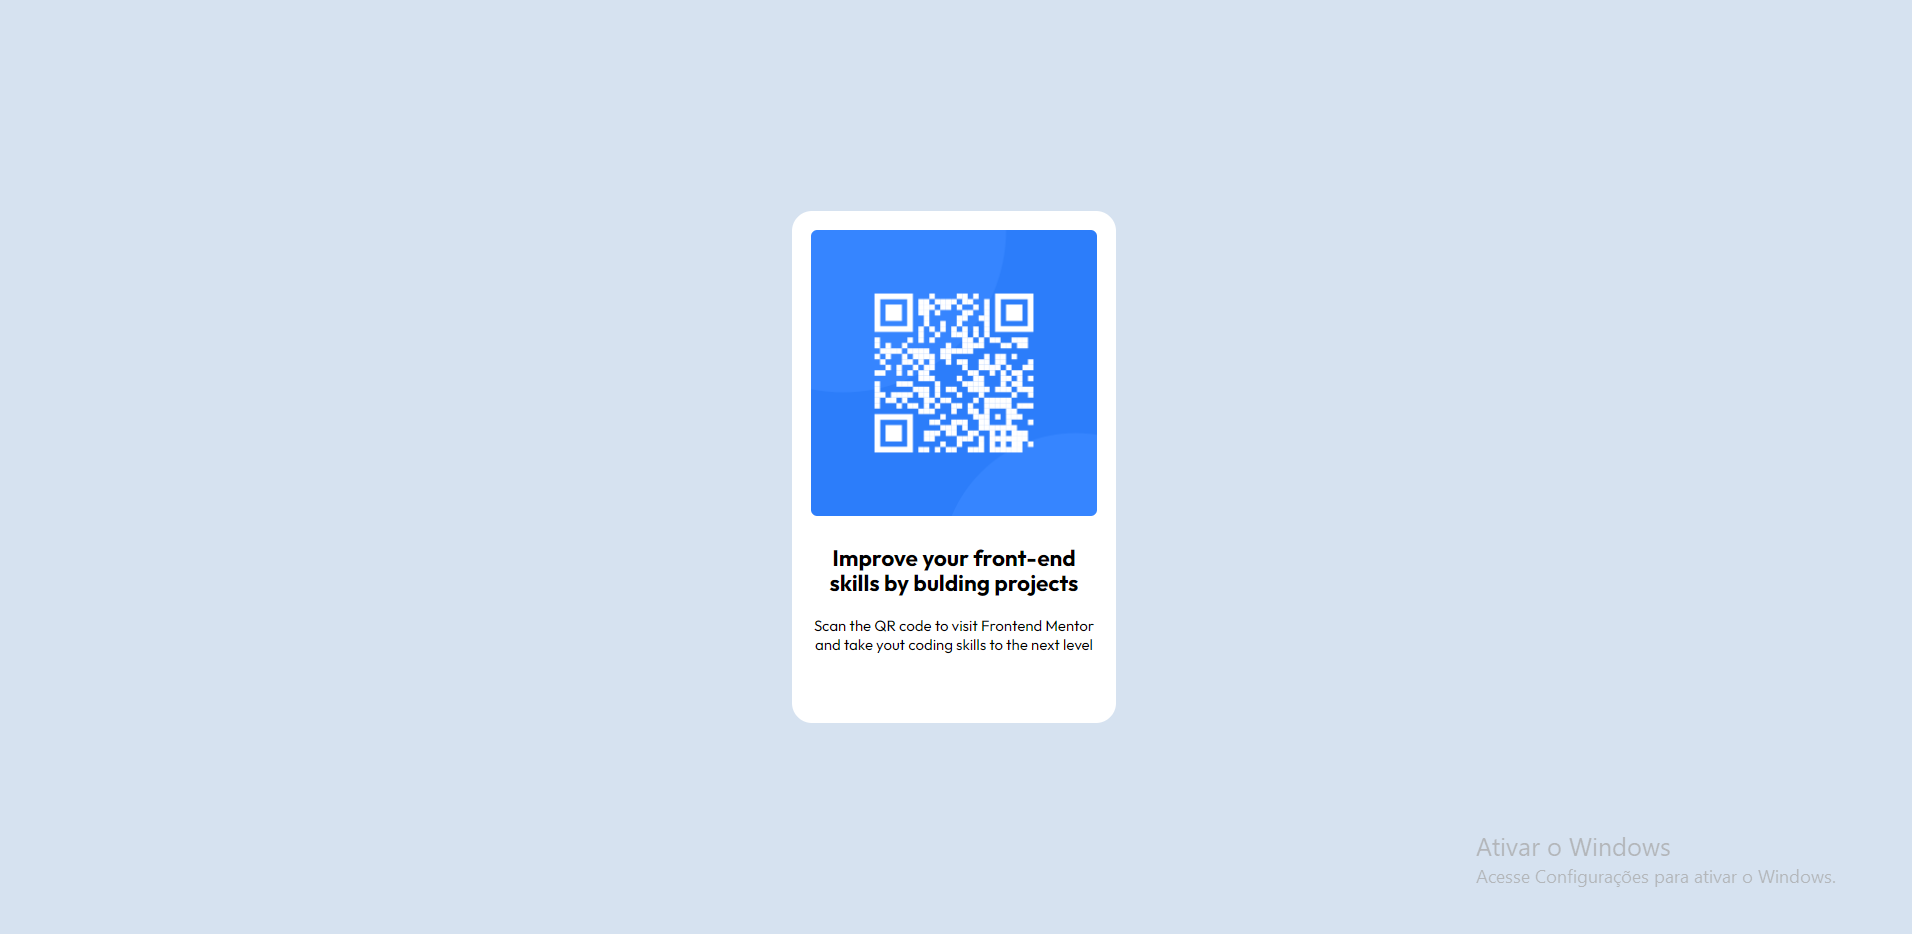 Improve your front-end
skills by bulding projects
Scan the QR code to visit Frontend Mentor
and take yout coding skills to the next level
Ativar o Windows
Acesse Configurações para ativar o Windows.